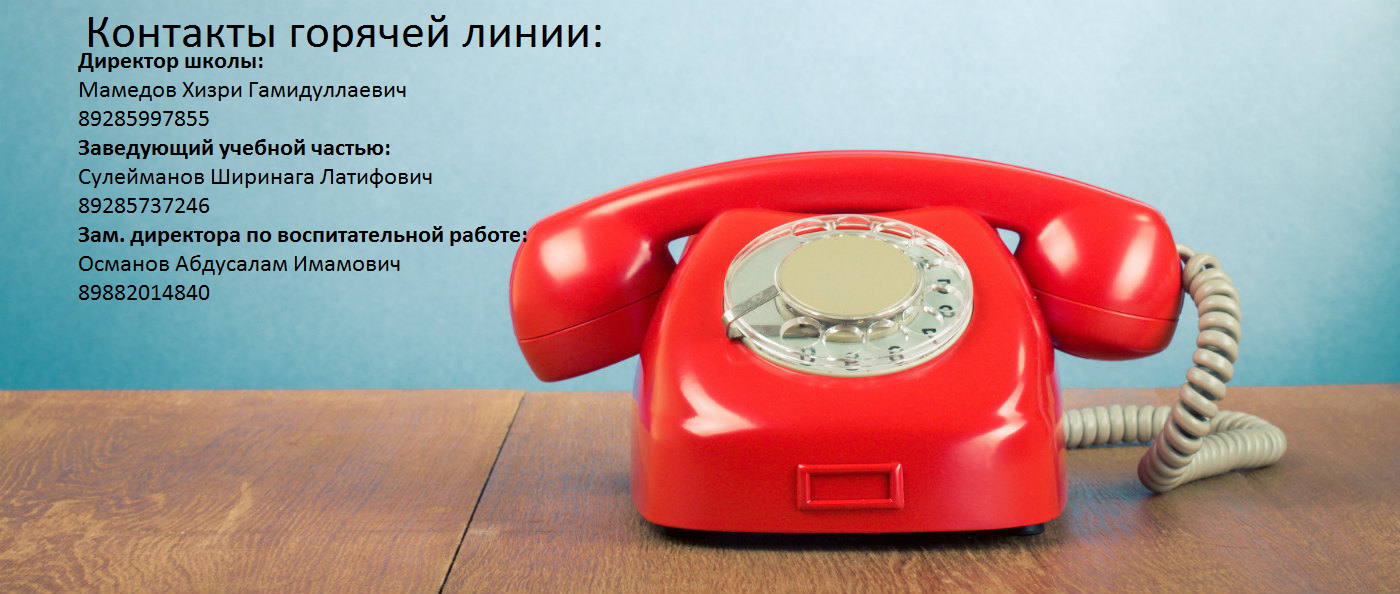 Контакты горячей линии:
Директор школы:
Мамедов Хизри Гамидуллаевич
89285997855
Заведующий учебной частью:
Сулейманов Ширинага Латифович
89285737246
Зам. директора по воспитательной работе:
Османов Абдусалам Имамович
89882014840